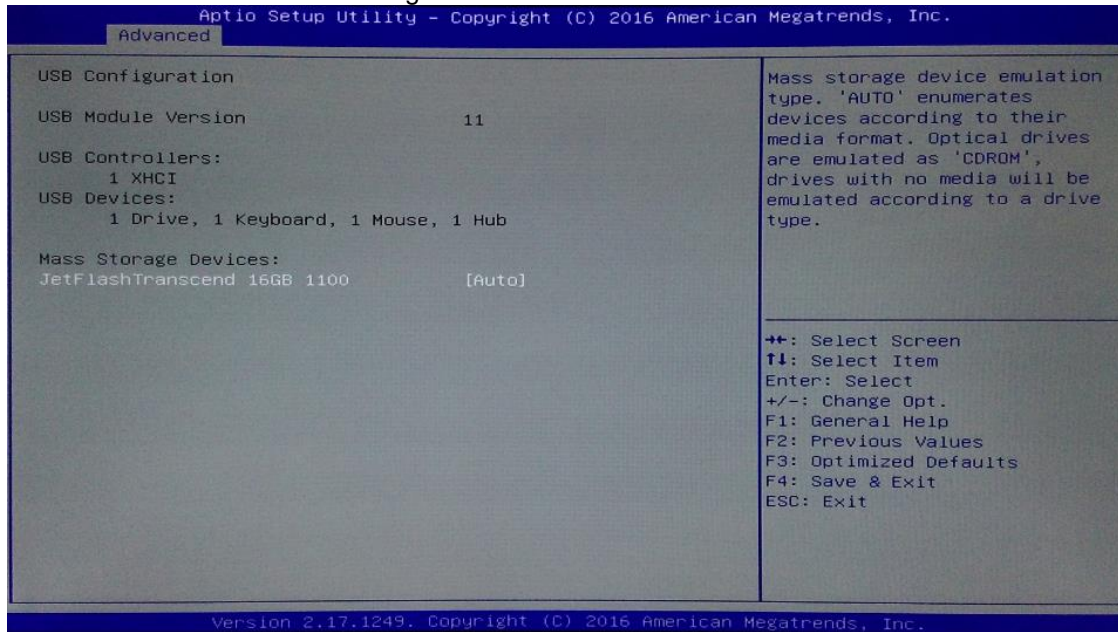 Aptio Setup Utility – Copyright (C) 2016 American Megatrends, Inc.
Advanced
USB Configuration
USB Module Version 11
USB Controllers:
1 XHCI
USB Devices:
1 Drive, 1 Keyboard, 1 Mouse, 1 Hub
Mass Storage Devices:
JetFlashTranscend 16GB 1100 [Auto]
Mass storage device emulation
type. 'AUTO' enumerates
devices according to their
media format. Optical drives
are emulated as 'CDROM',
drives with no media will be
emulated according to a drive
type.
→←: Select Screen
↑↓: Select Item
Enter: Select
+/-: Change Opt.
F1: General Help
F2: Previous Values
F3: Optimized Defaults
F4: Save & Exit
ESC: Exit
Version 2.17.1249. Copyright (C) 2016 American Megatrends, Inc.